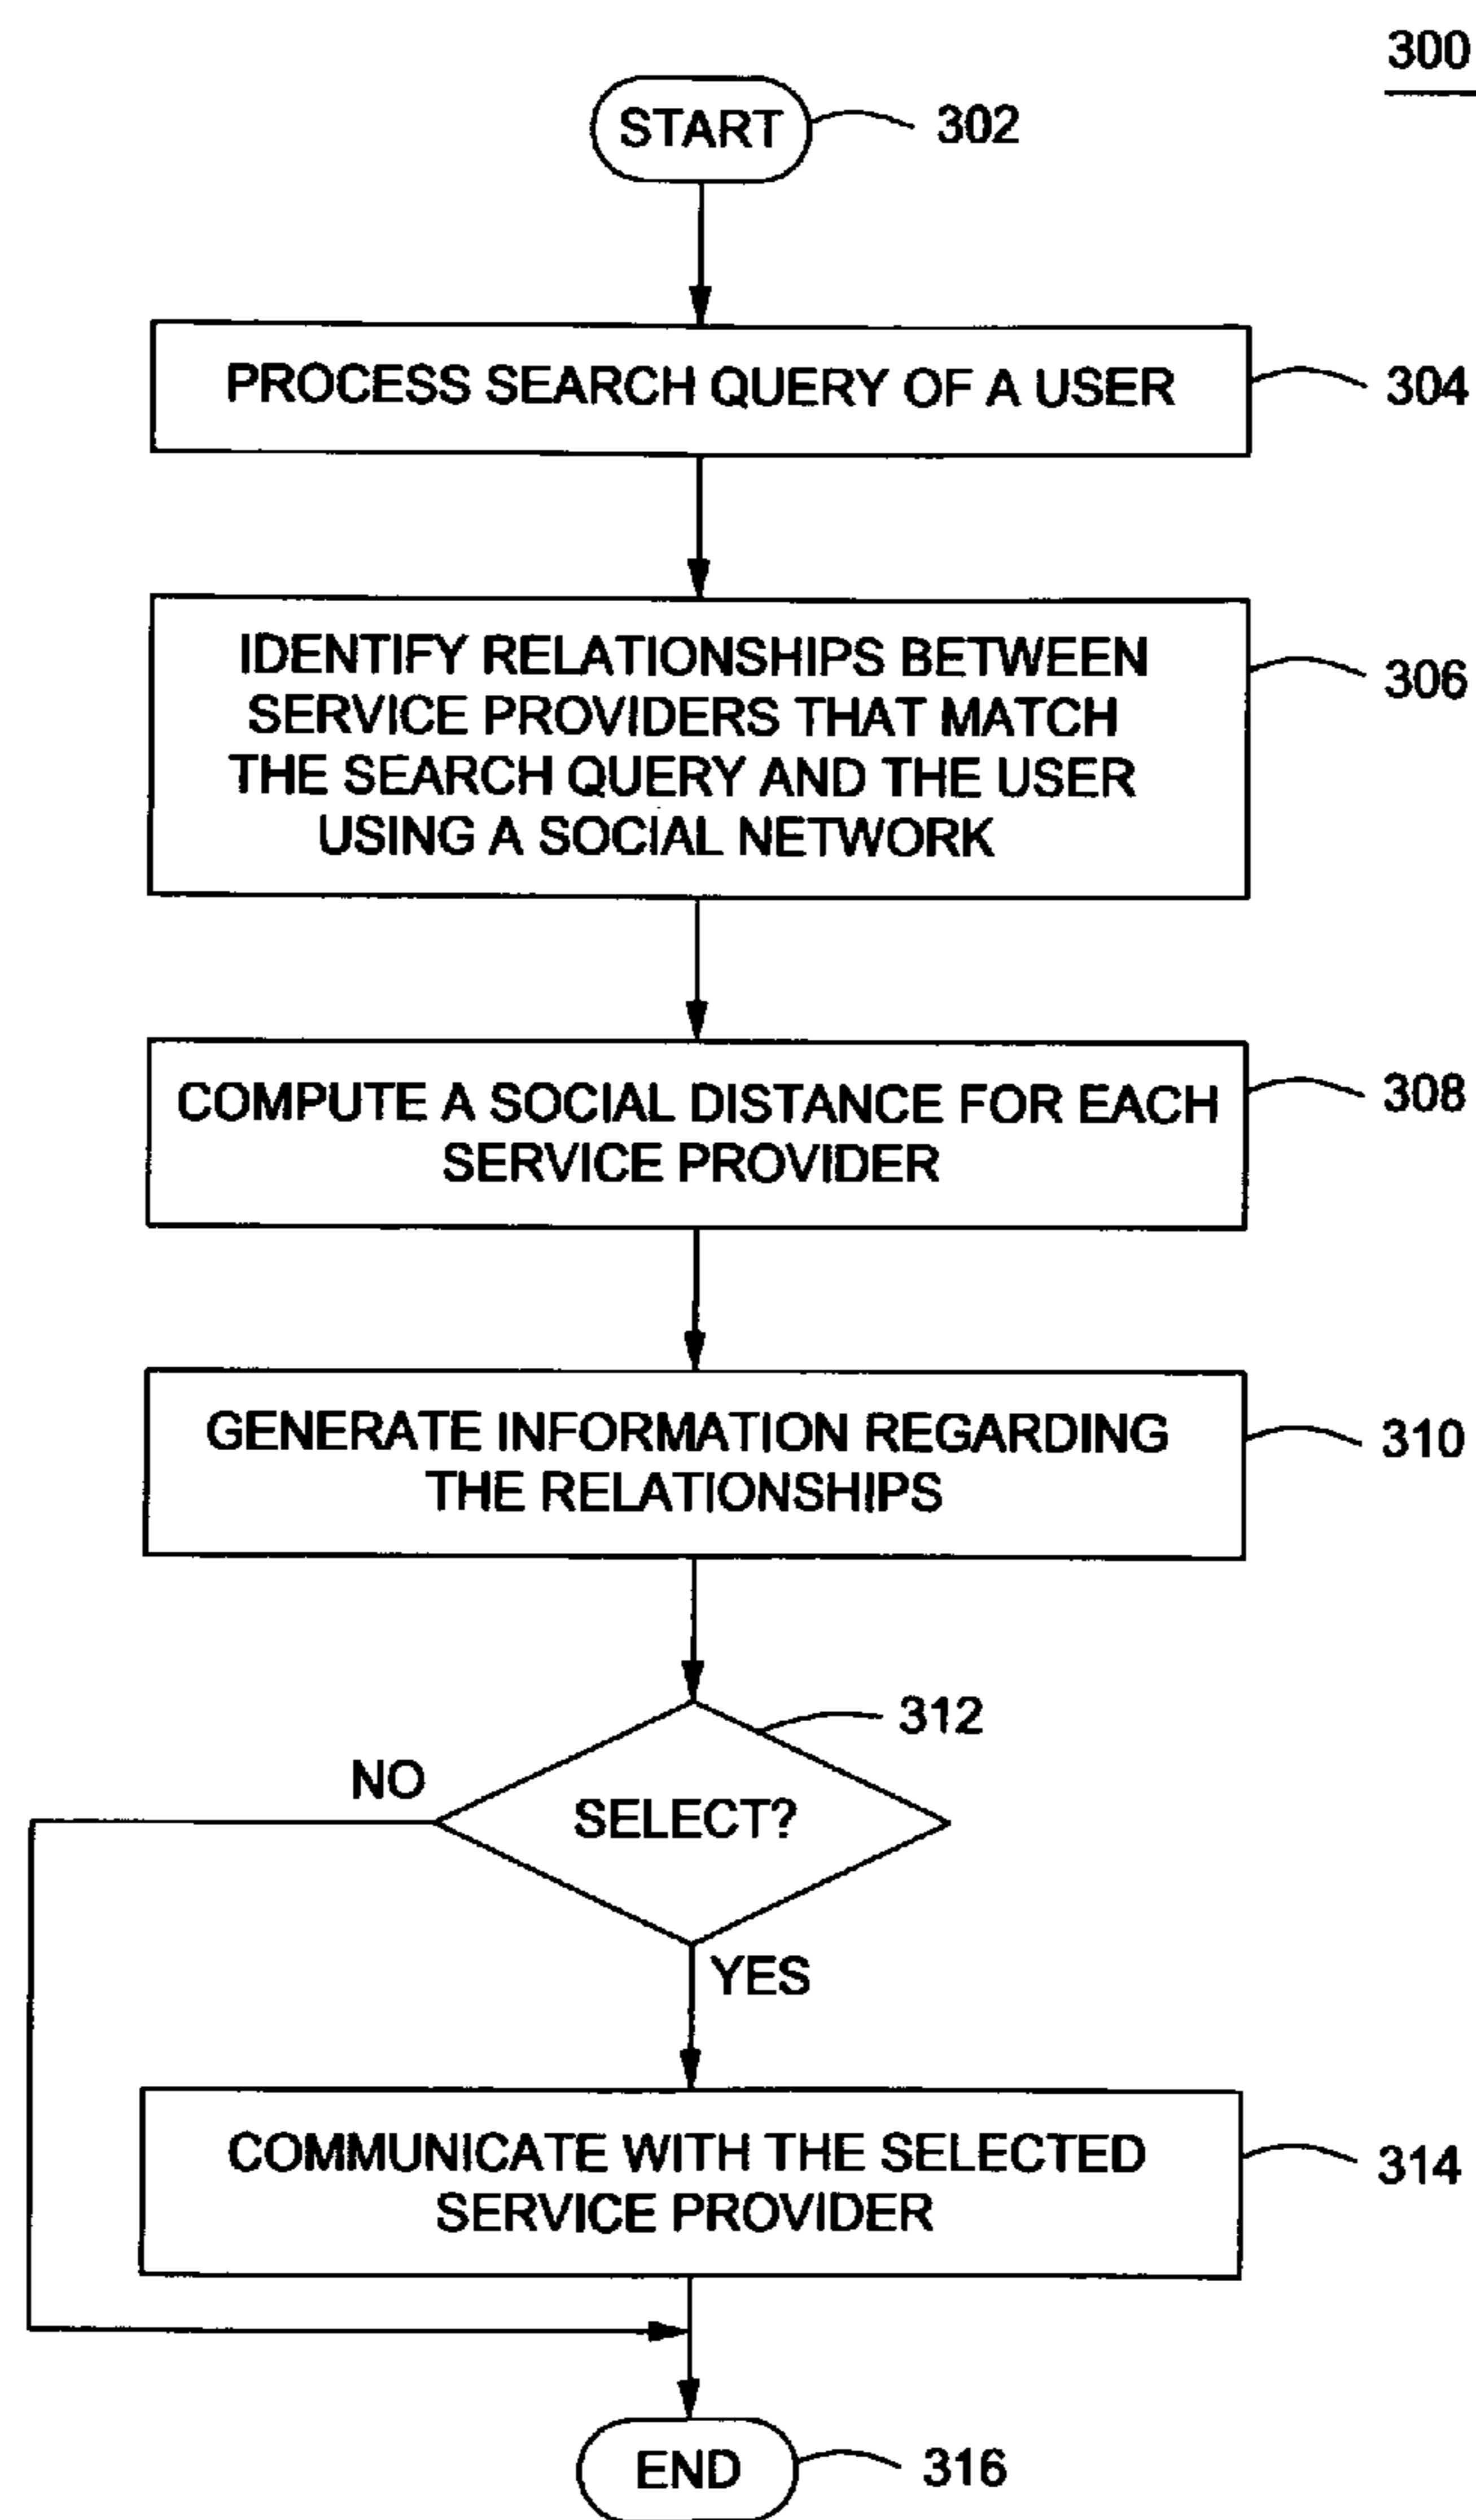 300
START
302
PROCESS SEARCH QUERY OF A USER
304
IDENTIFY RELATIONSHIPS BETWEEN
SERVICE PROVIDERS THAT MATCH
THE SEARCH QUERY AND THE USER
USING A SOCIAL NETWORK
306
COMPUTE A SOCIAL DISTANCE FOR EACH
SERVICE PROVIDER
308
GENERATE INFORMATION REGARDING
THE RELATIONSHIPS
310
312
NO
SELECT?
YES
COMMUNICATE WITH THE SELECTED
SERVICE PROVIDER
314
END
316